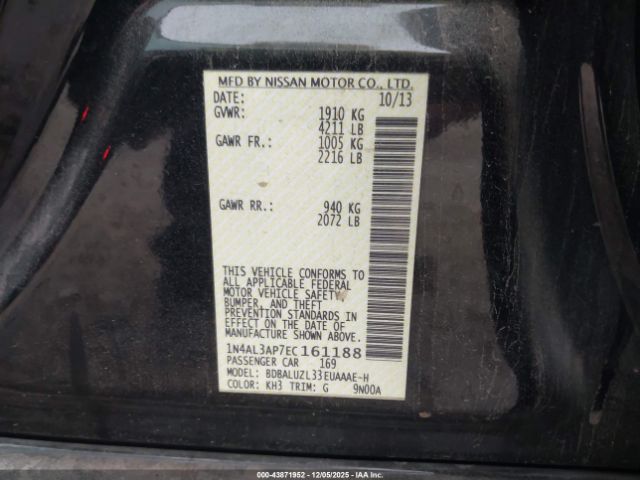 MFD BY NISSAN MOTOR CO., LTD.
DATE: 10/13
GVWR: 1910 KG
4211 LB
GAWR FR.: 1005 KG
2216 LB
GAWR RR.: 940 KG
2072 LB
THIS VEHICLE CONFORMS TO
ALL APPLICABLE FEDERAL
MOTOR VEHICLE SAFETY,
BUMPER, AND THEFT
PREVENTION STANDARDS IN
EFFECT ON THE DATE OF
MANUFACTURE SHOWN ABOVE.
1N4AL3AP7EC161188
PASSENGER CAR 169
MODEL: BDBALUZL33EUAAAE-H
COLOR: KH3 TRIM: G 9N00A
00-43871952 | 12/05/2025 | IAA, Inc.